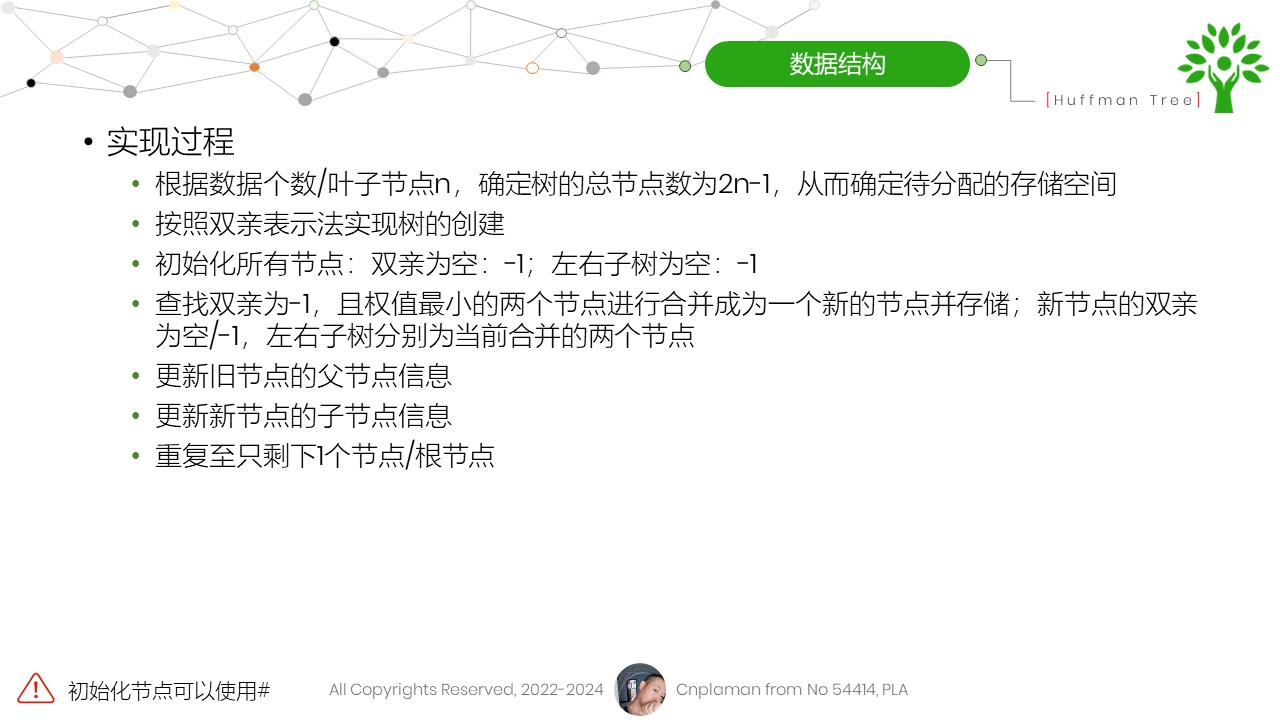 数据结构
[Huffman Tree]
• 实现过程
• 根据数据个数/叶子节点n，确定树的总节点数为2n-1，从而确定待分配的存储空间
• 按照双亲表示法实现树的创建
• 初始化所有节点：双亲为空：-1；左右子树为空：-1
• 查找双亲为-1，且权值最小的两个节点进行合并成为一个新的节点并存储；新节点的双亲
为空/-1，左右子树分别为当前合并的两个节点
• 更新旧节点的父节点信息
• 更新新节点的子节点信息
• 重复至只剩下1个节点/根节点
初始化节点可以使用#
All Copyrights Reserved, 2022-2024
Cnplaman from No 54414, PLA